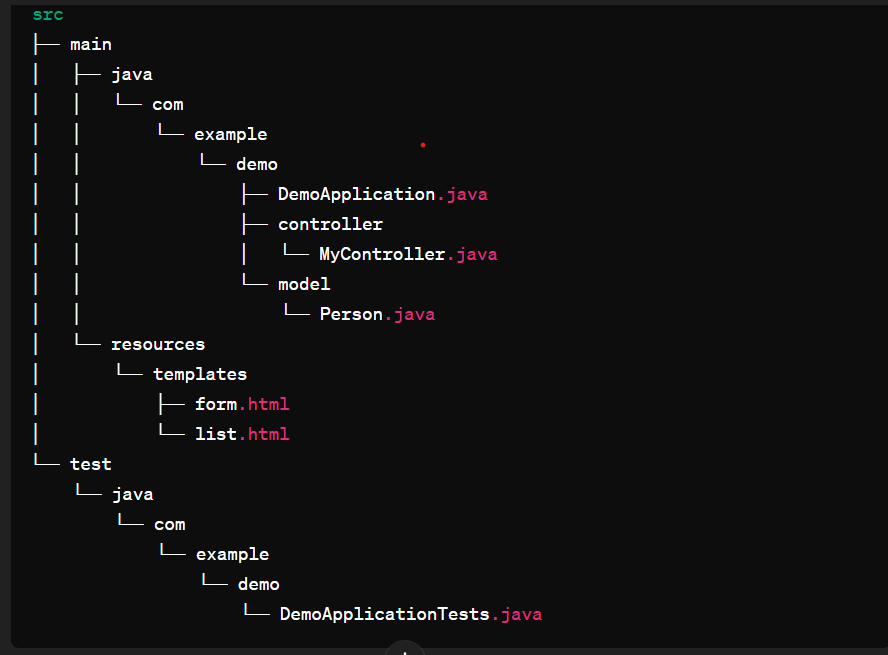 src
├── main
│   ├── java
│   │   └── com
│   │       └── example
│   │           └── demo
│   │               ├── DemoApplication.java
│   │               ├── controller
│   │               │   └── MyController.java
│   │               └── model
│   │                   └── Person.java
│   └── resources
│       └── templates
│           ├── form.html
│           └── list.html
└── test
    └── java
        └── com
            └── example
                └── demo
                    └── DemoApplicationTests.java